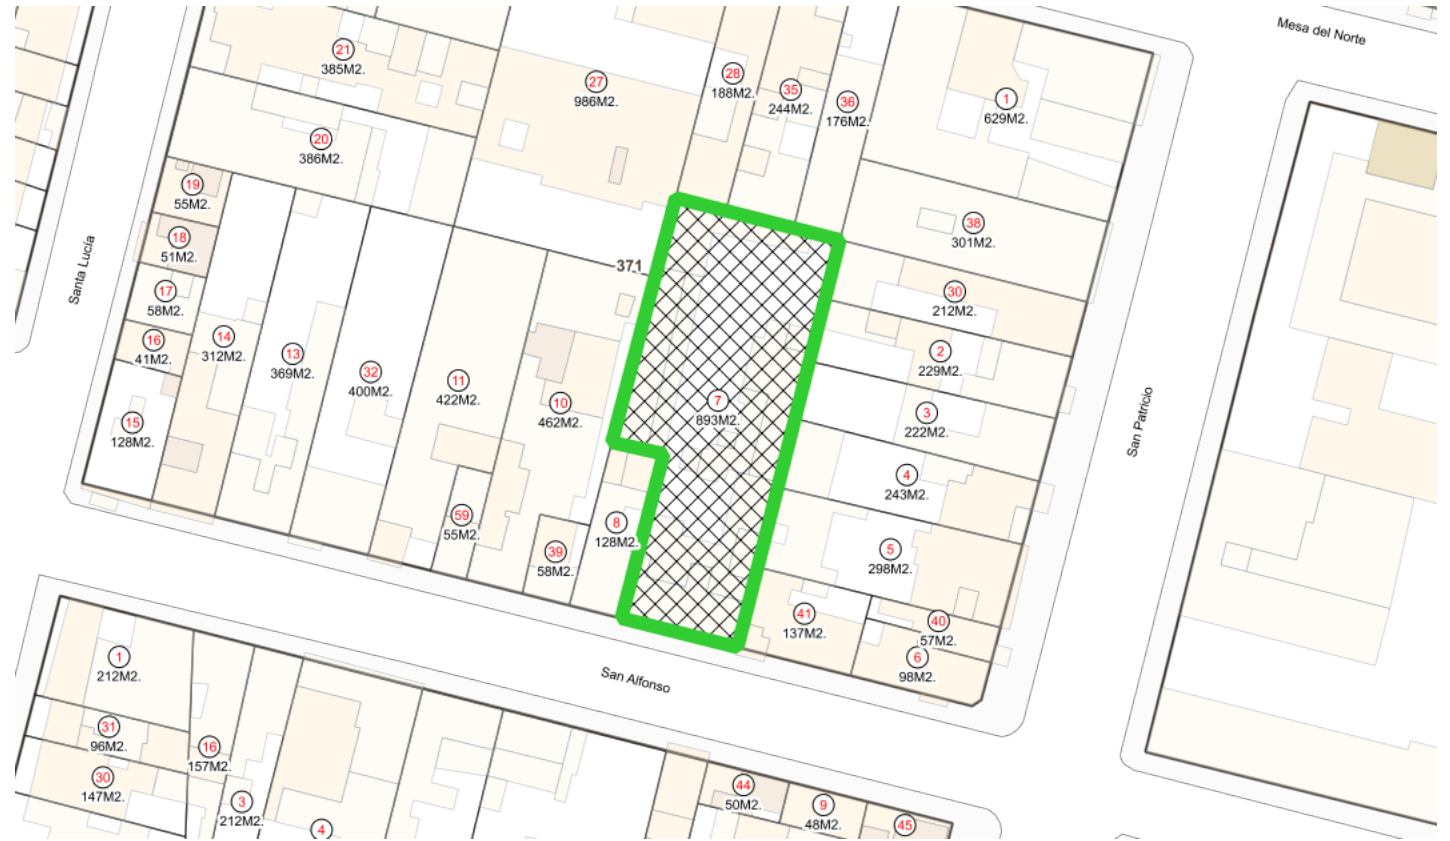 Mesa del Norte
21
385M2.
27
986M2.
28
188M2.
35
244M2.
36
176M2.
1
629M2.
20
386M2.
19
55M2.
38
301M2.
18
51M2.
Santa Lucía
371
17
58M2.
30
212M2.
16
41M2.
14
312M2.
13
369M2.
32
400M2.
11
422M2.
10
462M2.
7
893M2.
2
229M2.
3
222M2.
San Patricio
15
128M2.
4
243M2.
59
55M2.
8
128M2.
39
58M2.
5
298M2.
41
137M2.
40
57M2.
6
98M2.
San Alfonso
1
212M2.
31
96M2.
16
157M2.
30
147M2.
3
212M2.
4
44
50M2.
9
48M2.
45